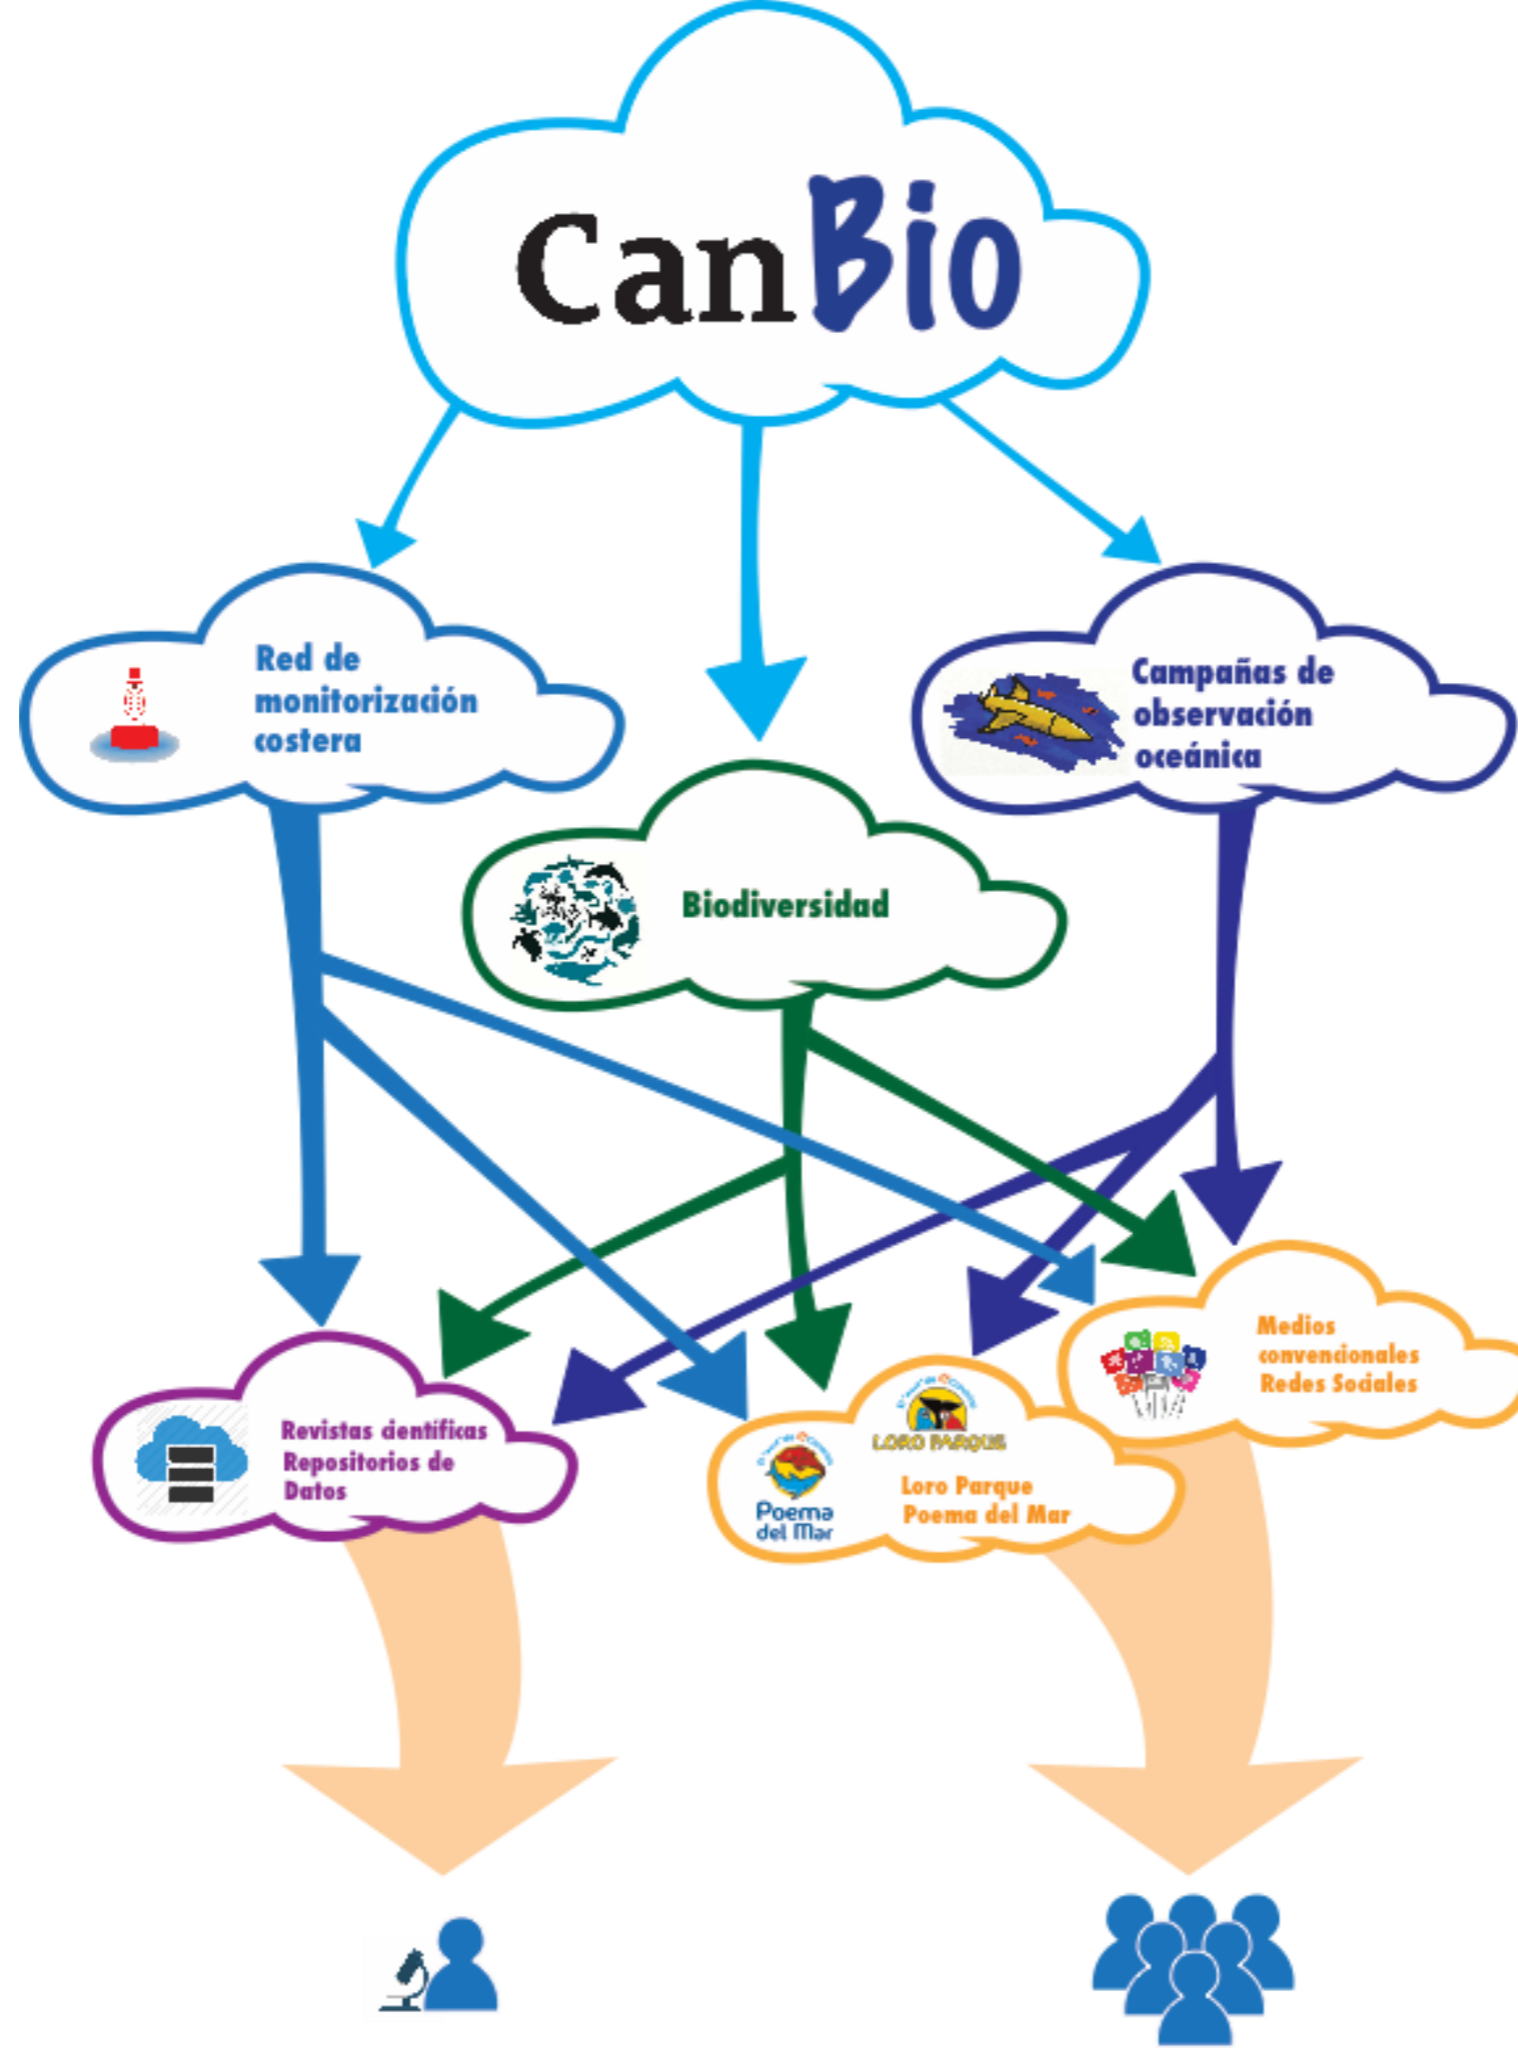 CanBio
Red de
monitorización
costera
Campañas de
observación
oceánica
Biodiversidad
Medios
convencionales
Redes Sociales
LORO PARQUE
Revistas científicas
Repositorios de
Datos
Poema
del Mar
Loro Parque
Poema del Mar